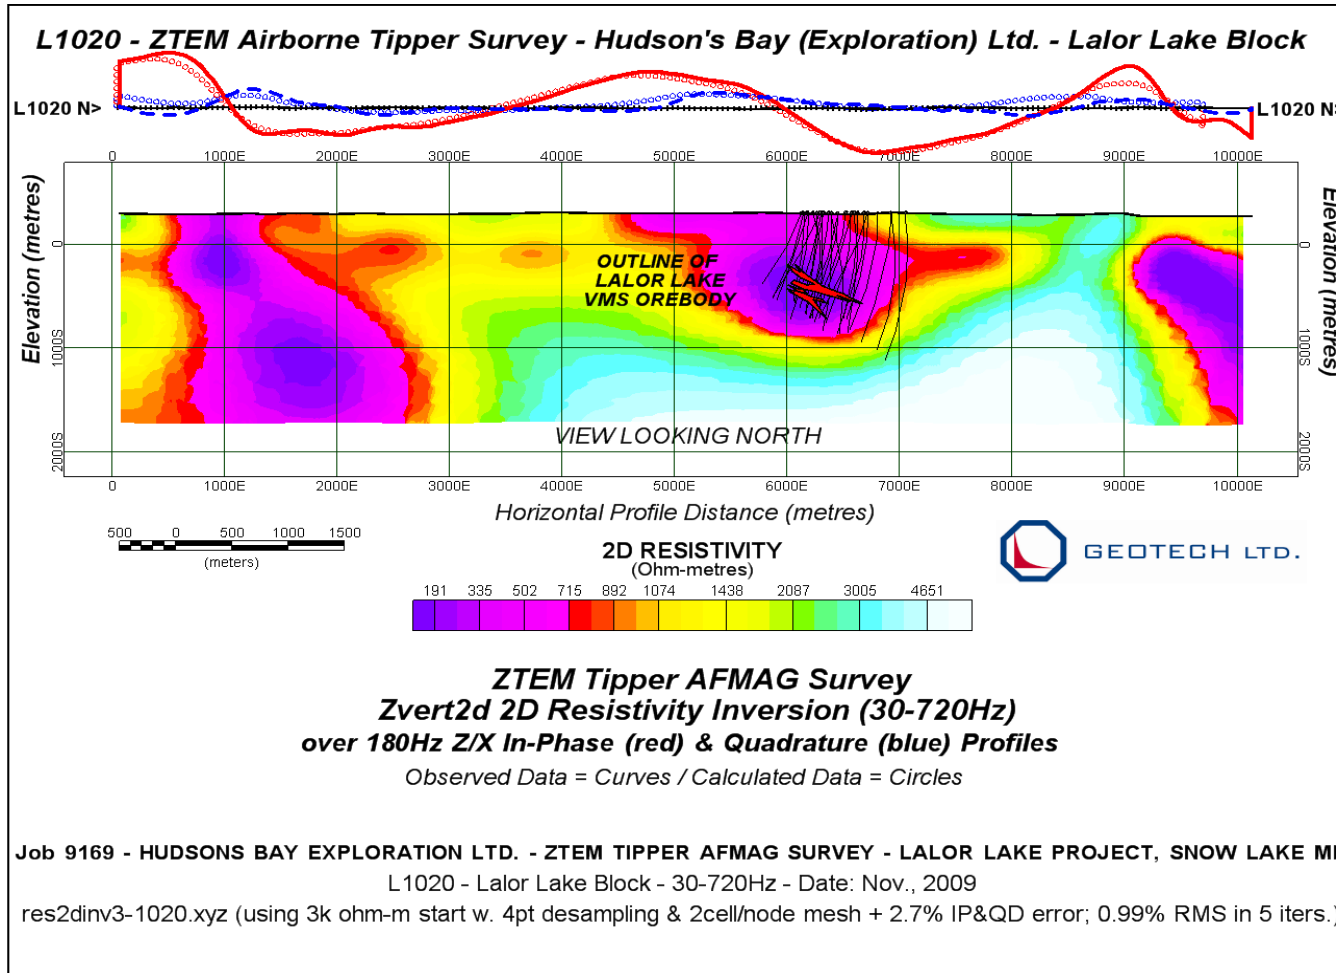 L1020 - ZTEM Airborne Tipper Survey - Hudson's Bay (Exploration) Ltd. - Lalor Lake Block
L1020 N>
L1020 N>
0 1000E 2000E 3000E 4000E 5000E 6000E 7000E 8000E 9000E 10000E
Elevation (metres)
Elevation (metres)
0
0
1000S
1000S
2000S
2000S
OUTLINE OF
LALOR LAKE
VMS OREBODY
VIEW LOOKING NORTH
0 1000E 2000E 3000E 4000E 5000E 6000E 7000E 8000E 9000E 10000E
Horizontal Profile Distance (metres)
500 0 500 1000 1500
(meters)
2D RESISTIVITY
(Ohm-metres)
191 335 502 715 892 1074 1438 2087 3005 4651
GEOTECH LTD.
ZTEM Tipper AFMAG Survey
Zvert2d 2D Resistivity Inversion (30-720Hz)
over 180Hz Z/X In-Phase (red) & Quadrature (blue) Profiles
Observed Data = Curves / Calculated Data = Circles
Job 9169 - HUDSONS BAY EXPLORATION LTD. - ZTEM TIPPER AFMAG SURVEY - LALOR LAKE PROJECT, SNOW LAKE
L1020 - Lalor Lake Block - 30-720Hz - Date: Nov., 2009
res2dinv3-1020.xyz (using 3k ohm-m start w. 4pt desampling & 2cell/node mesh + 2.7% IP&QD error; 0.99% RMS in 5 iters.)